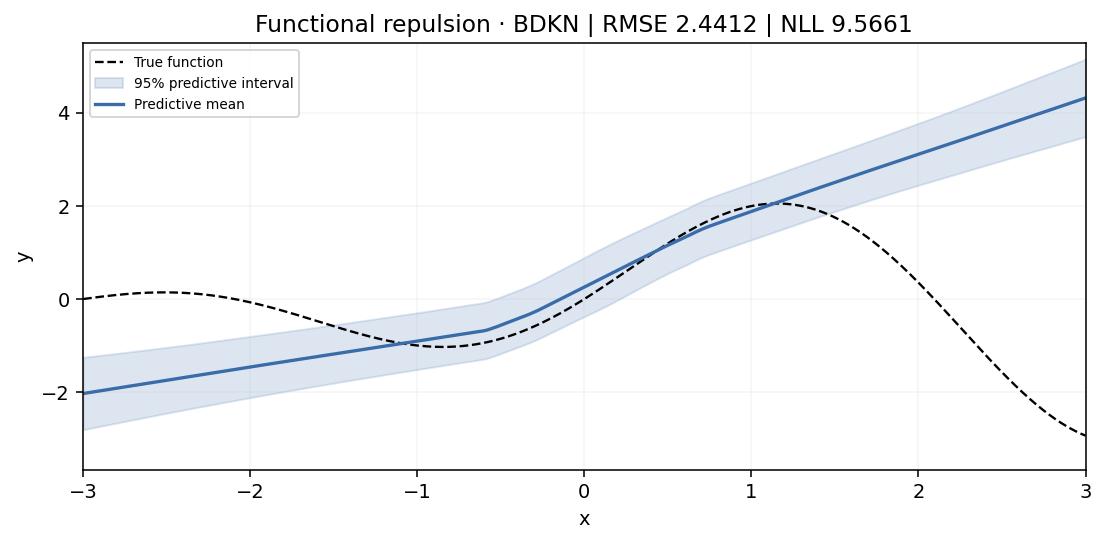 Functional repulsion · BDKN | RMSE 2.4412 | NLL 9.5661
True function
95% predictive interval
Predictive mean
4
2
0
−2
y
−3
−2
−1
0
1
2
3
x